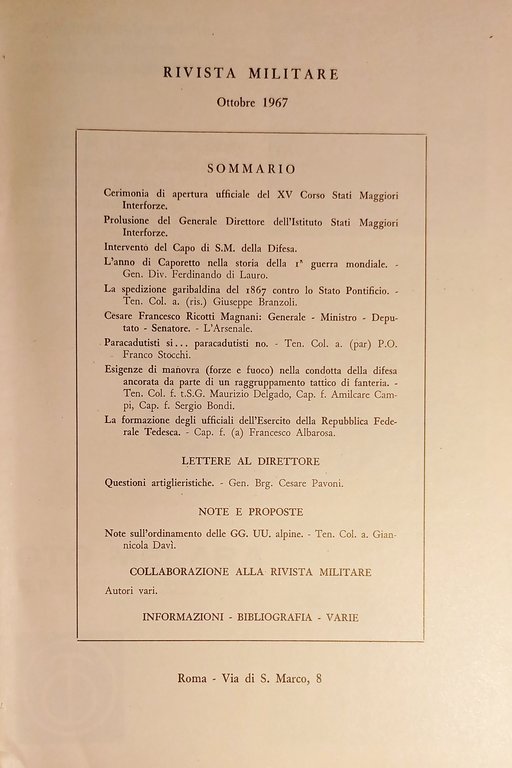 RIVISTA MILITARE
Ottobre 1967
SOMMARIO
Cerimonia di apertura ufficiale del XV Corso Stati Maggiori
Interforze.
Prolusione del Generale Direttore dell'Istituto Stati Maggiori
Interforze.
Intervento del Capo di S.M. della Difesa.
L'anno di Caporetto nella storia della 1ª guerra mondiale. -
Gen. Div. Ferdinando di Lauro.
La spedizione garibaldina del 1867 contro lo Stato Pontificio. -
Ten. Col. a. (ris.) Giuseppe Branzoli.
Cesare Francesco Ricotti Magnani: Generale - Ministro - Depu-
tato - Senatore. - L'Arsenale.
Paracadutisti si... paracadutisti no. - Ten. Col. a. (par) P.O.
Franco Stocchi.
Esigenze di manovra (forze e fuoco) nella condotta della difesa
ancorata da parte di un raggruppamento tattico di fanteria. -
Ten. Col. f. t.S.G. Maurizio Delgado, Cap. f. Amilcare Cam-
pi, Cap. f. Sergio Bondi.
La formazione degli ufficiali dell'Esercito della Repubblica Fede-
rale Tedesca. - Cap. f. (a) Francesco Albarosa.
LETTERE AL DIRETTORE
Questioni artiglieristiche. - Gen. Brg. Cesare Pavoni.
NOTE E PROPOSTE
Note sull'ordinamento delle GG. UU. alpine. - Ten. Col. a. Gian-
nicola Davì.
COLLABORAZIONE ALLA RIVISTA MILITARE
Autori vari.
INFORMAZIONI - BIBLIOGRAFIA - VARIE
Roma - Via di S. Marco, 8